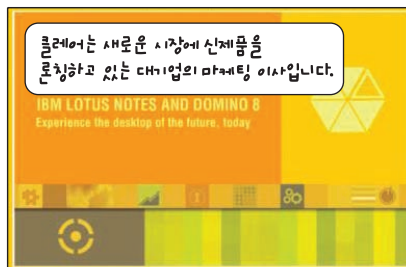 클레어는 새로운 시장에 신제품을
론칭하고 있는 대기업의 마케팅 이사입니다.
IBM LOTUS NOTES AND DOMINO 8
Experience the desktop of the future, today